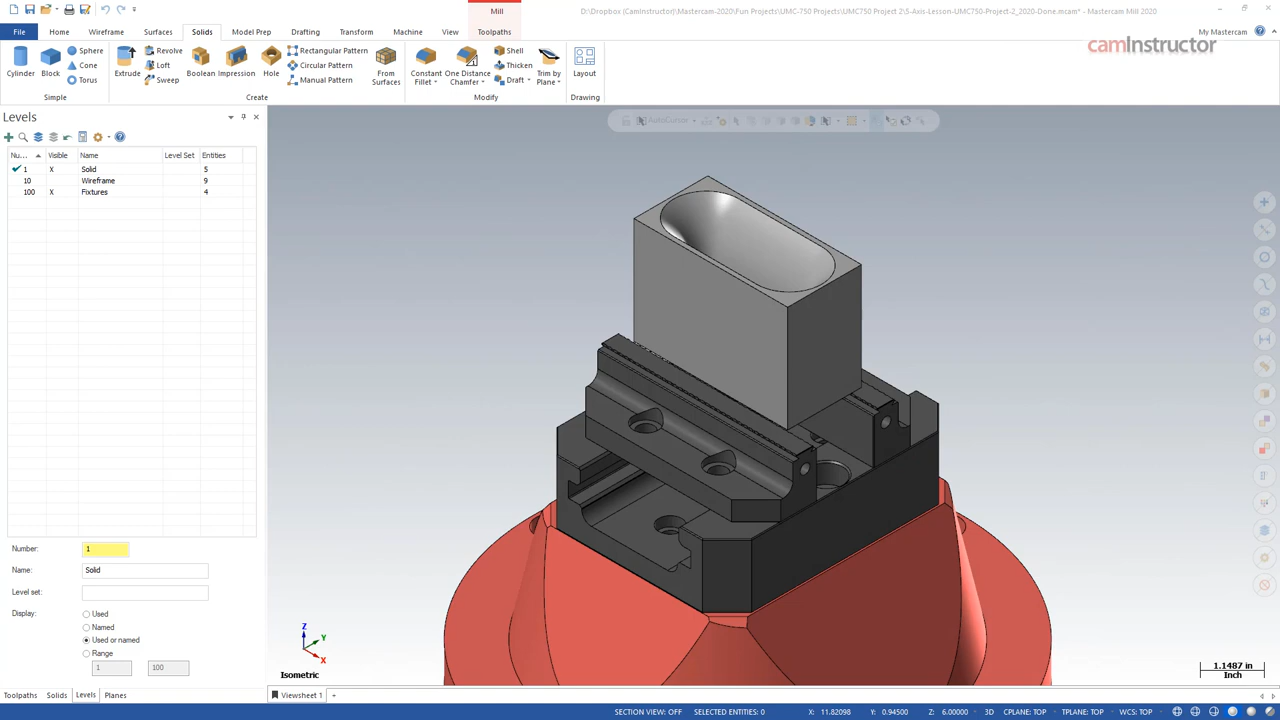 Mill
D:\Dropbox (CamInstructor)\Mastercam-2020\Fun Projects\UMC-750 Projects\UMC750 Project 2\5-Axis-Lesson-UMC750-Project-2_2020-Done.mcam* - Mastercam Mill 2020
File Home Wireframe Surfaces Solids Model Prep Drafting Transform Machine View Toolpaths My Mastercam
camInstructor
Cylinder Block Sphere Cone Torus
Simple
Extrude Revolve Loft Sweep Boolean Impression Hole Rectangular Pattern Circular Pattern Manual Pattern From Surfaces
Create
Constant Fillet One Distance Chamfer Shell Thicken Draft Trim by Plane
Modify
Layout
Drawing
Levels
AutoCursor
Nu... Visible Name Level Set Entities
1 X Solid 5
10 Wireframe 9
100 X Fixtures 4
Number: 1
Name: Solid
Level set:
Display: Used
Named
Used or named
Range
1 100
Z
Y
X
Isometric
1.1487 in
Inch
Toolpaths Solids Levels Planes
Viewsheet 1 +
SECTION VIEW: OFF SELECTED ENTITIES: 0 X: 11.82098 Y: 0.94500 Z: 6.00000 3D CPLANE: TOP TPLANE: TOP WCS: TOP